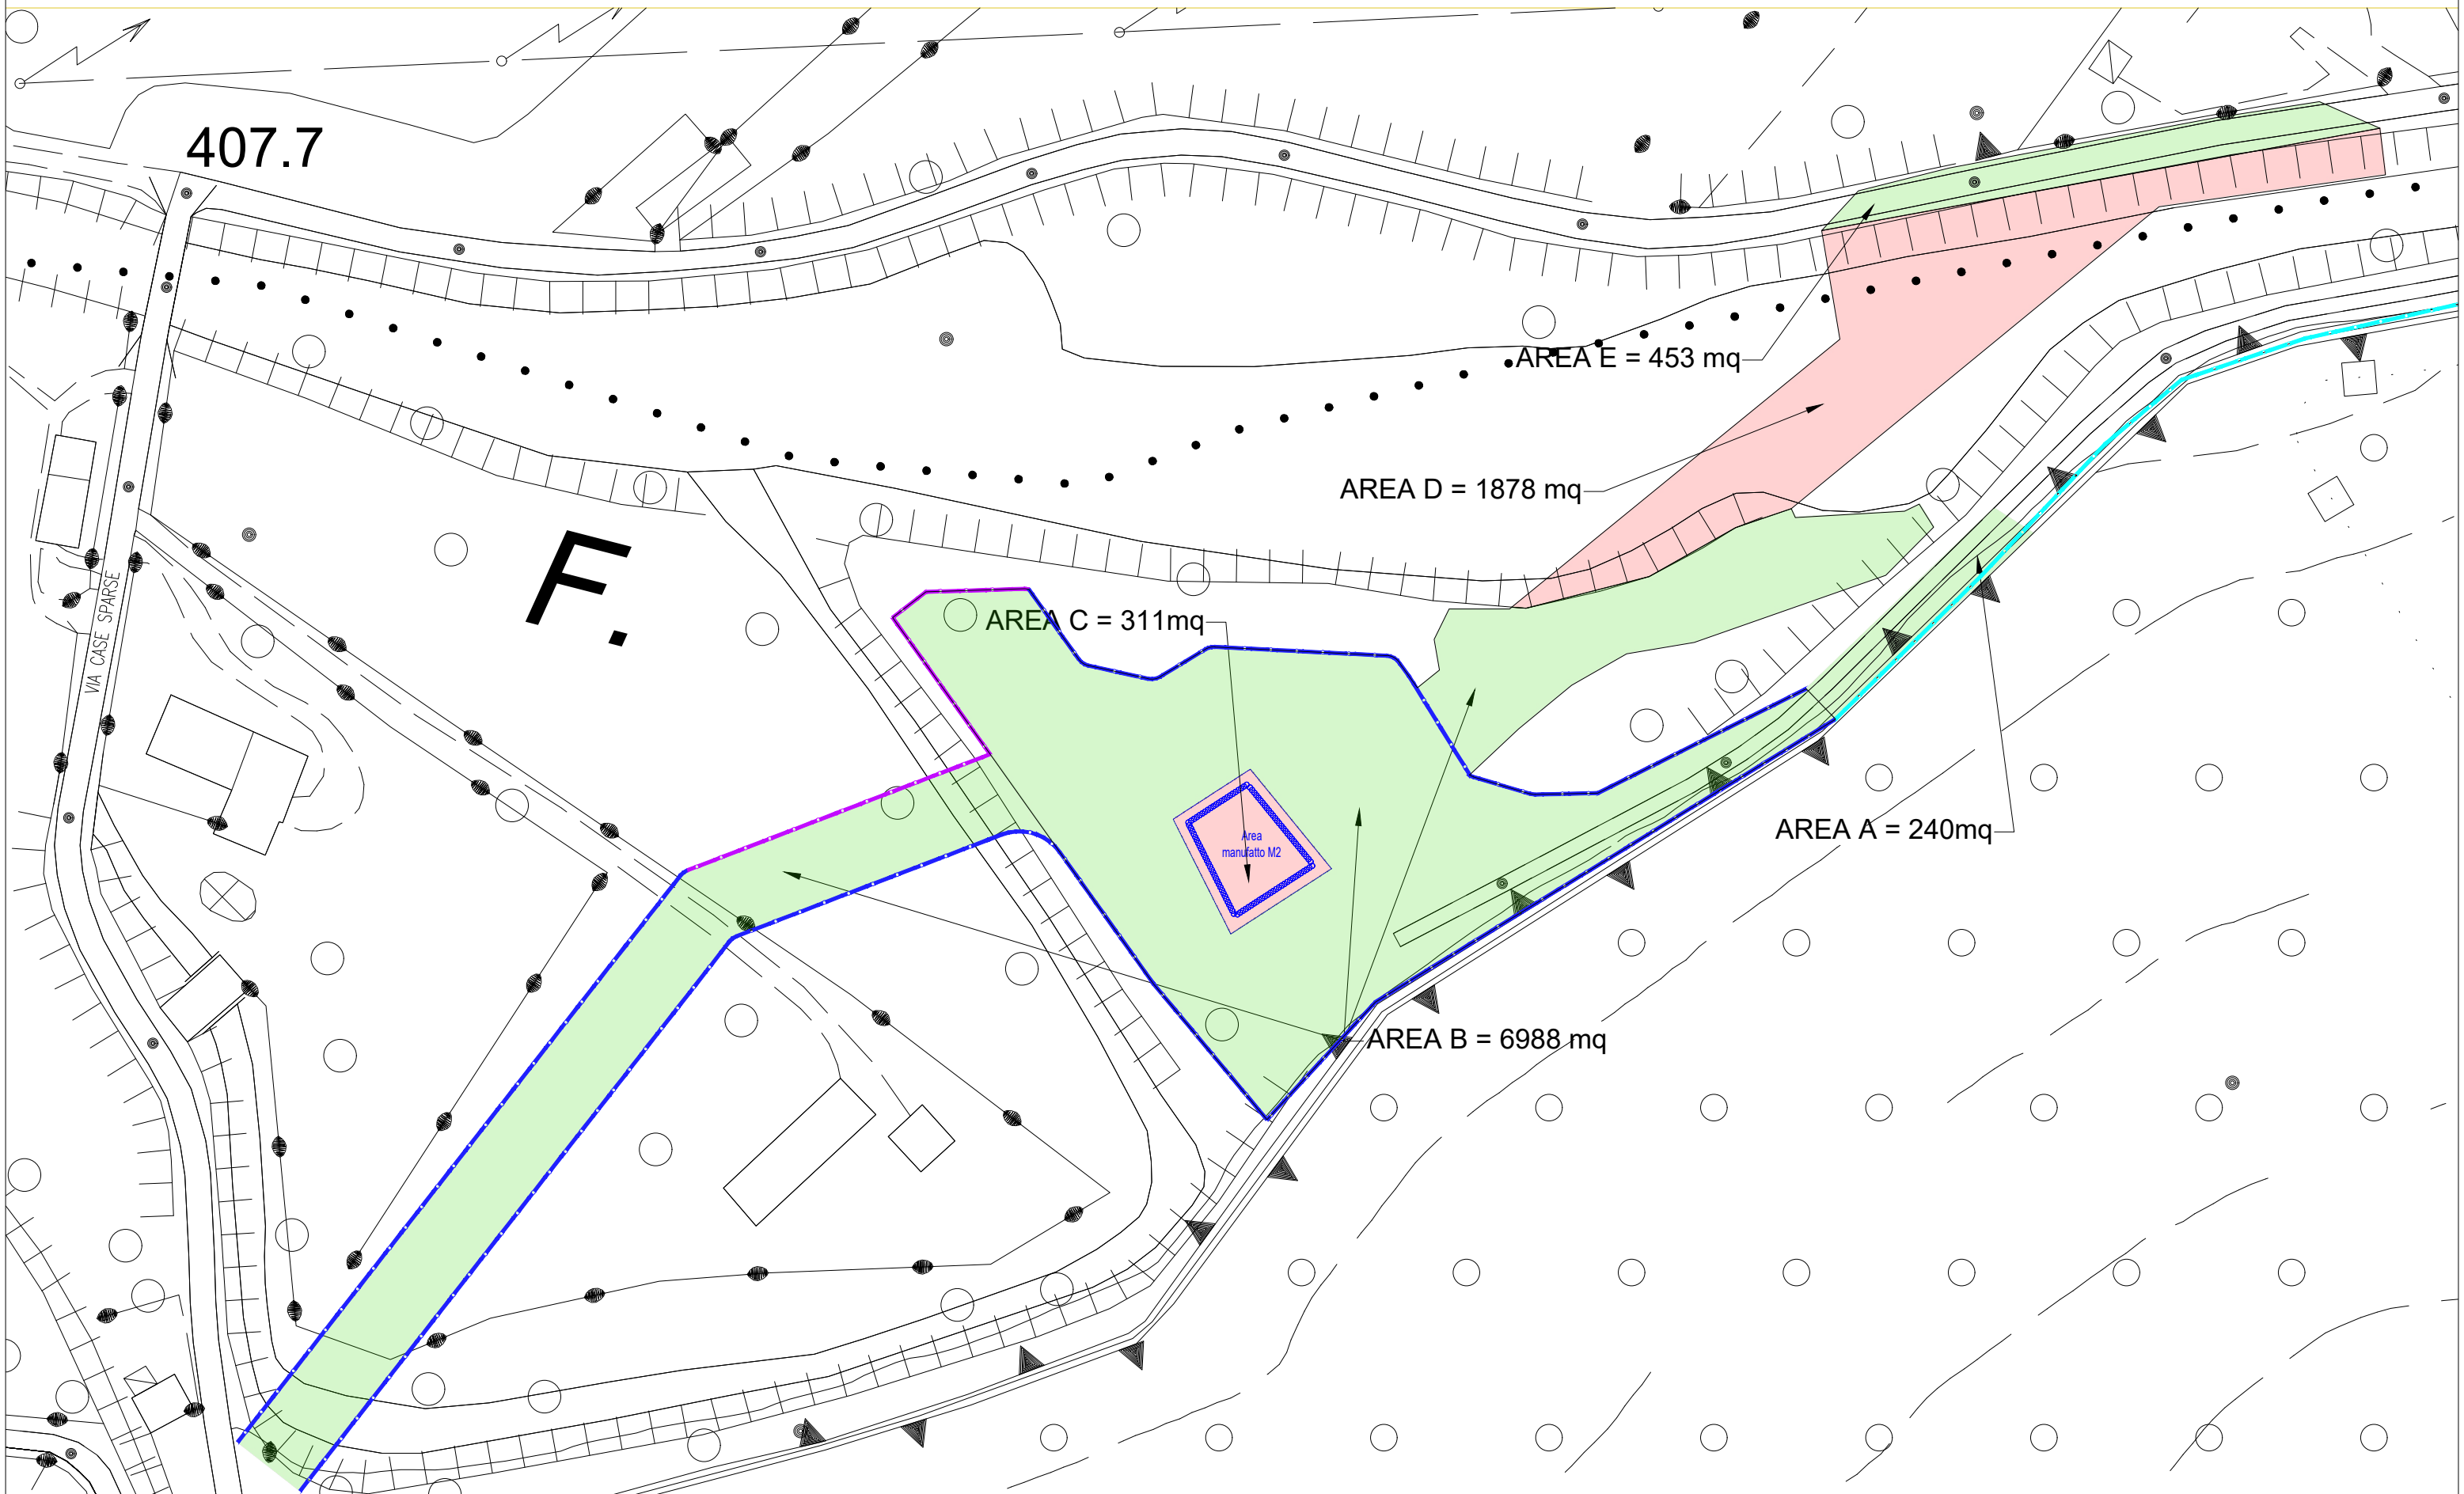 407.7
AREA E = 453 mq
AREA D = 1878 mq
F.
VIA CASE SPARSE
AREA C = 311mq
Area
manufatto M2
AREA A = 240mq
AREA B = 6988 mq